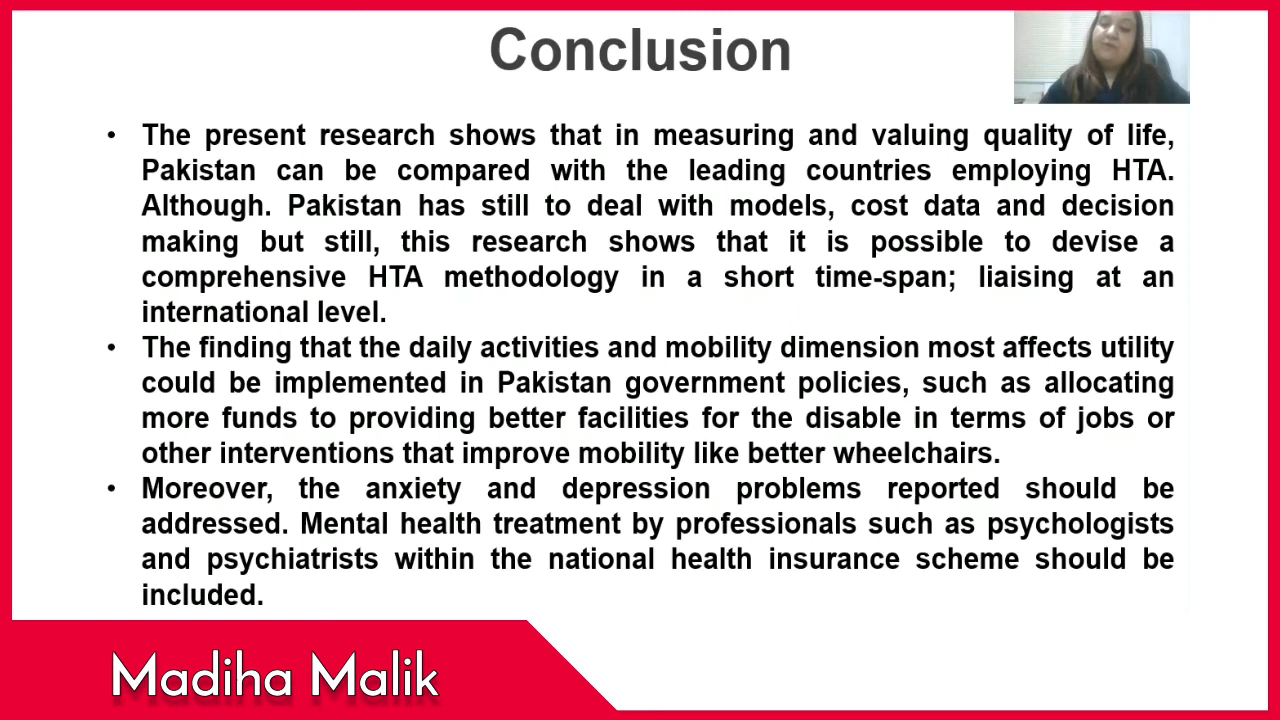 Conclusion
• The present research shows that in measuring and valuing quality of life,
Pakistan can be compared with the leading countries employing HTA.
Although. Pakistan has still to deal with models, cost data and decision
making but still, this research shows that it is possible to devise a
comprehensive HTA methodology in a short time-span; liaising at an
international level.
• The finding that the daily activities and mobility dimension most affects utility
could be implemented in Pakistan government policies, such as allocating
more funds to providing better facilities for the disable in terms of jobs or
other interventions that improve mobility like better wheelchairs.
• Moreover, the anxiety and depression problems reported should be
addressed. Mental health treatment by professionals such as psychologists
and psychiatrists within the national health insurance scheme should be
included.
Madiha Malik